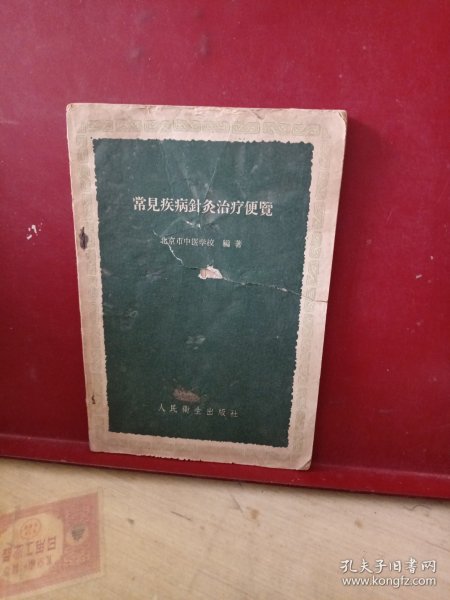 常見疾病針灸治疗便覽
北京市中医学校 編著
人民衛生出版社
孔夫子旧书网
www.kongfz.com